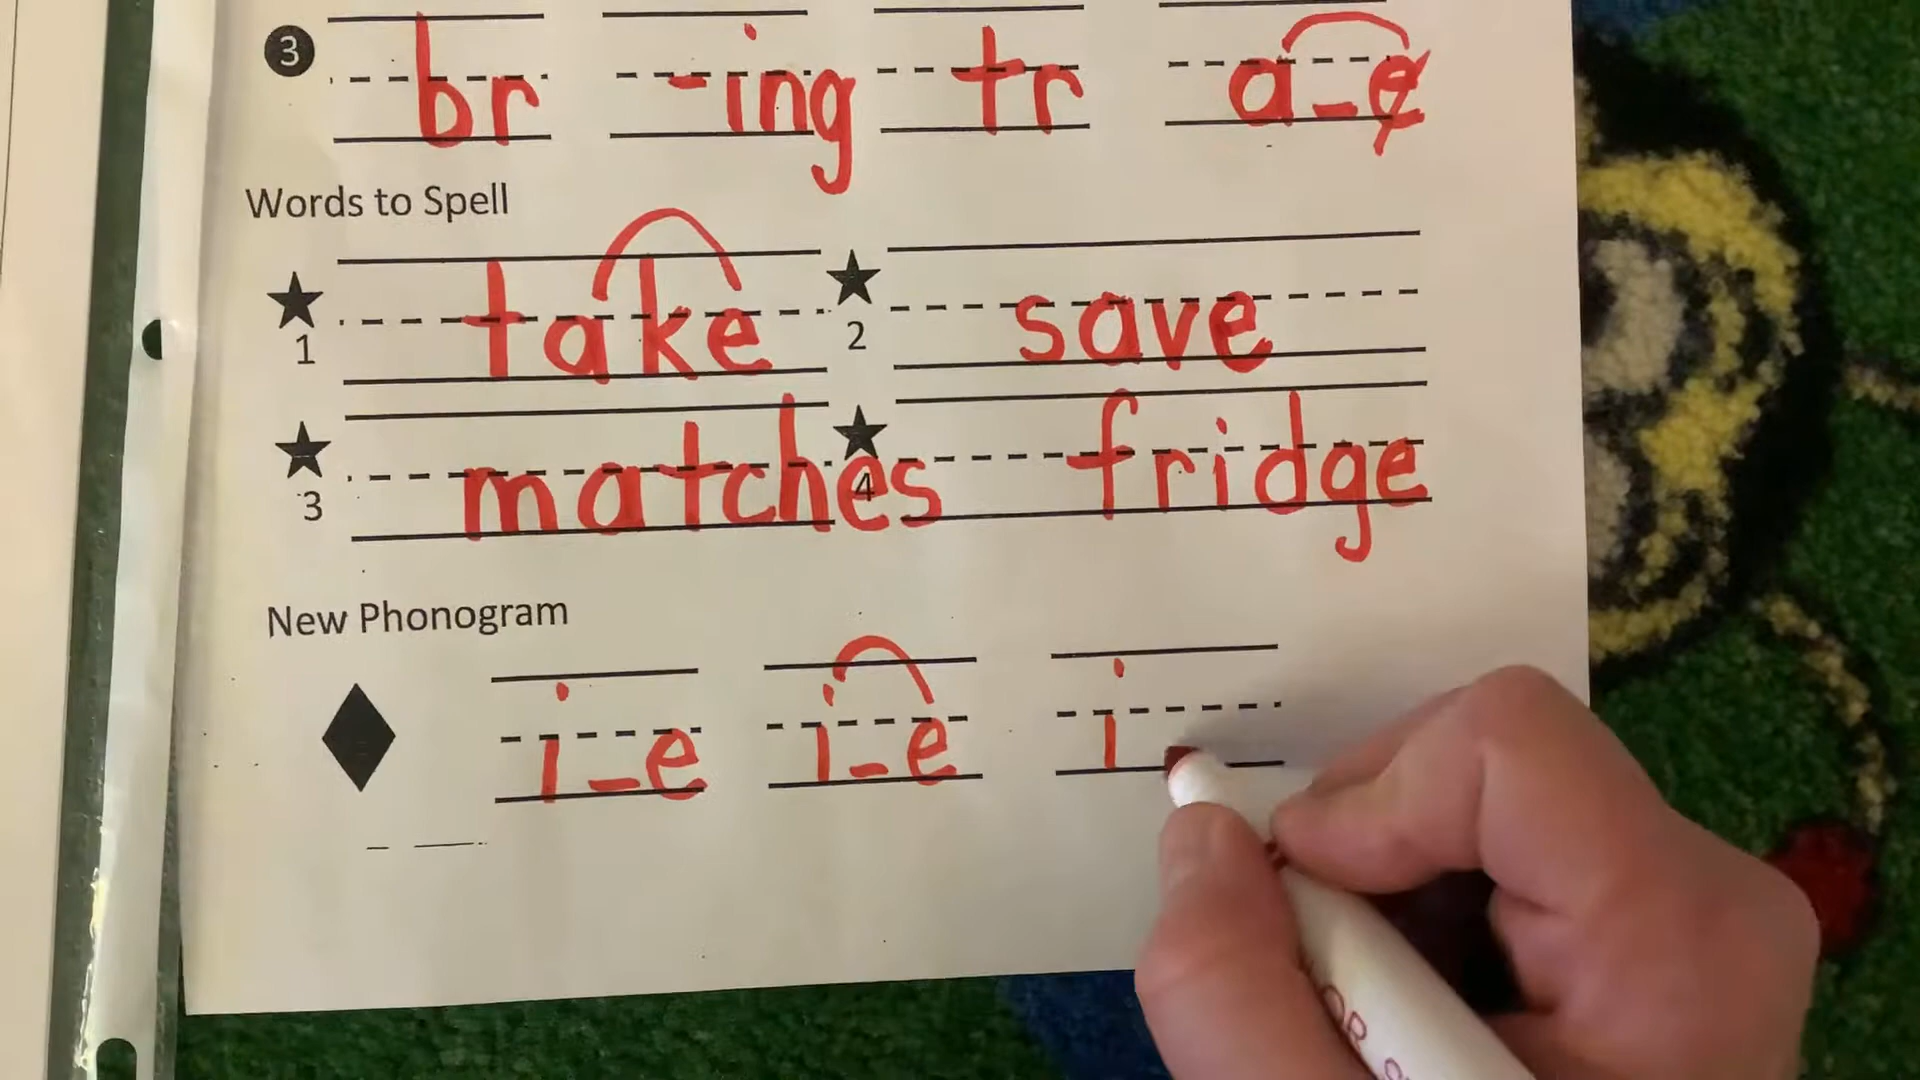 3 br -ing tr a-e
Words to Spell
1 take 2 save
3 matches 4 fridge
New Phonogram
i-e i-e i